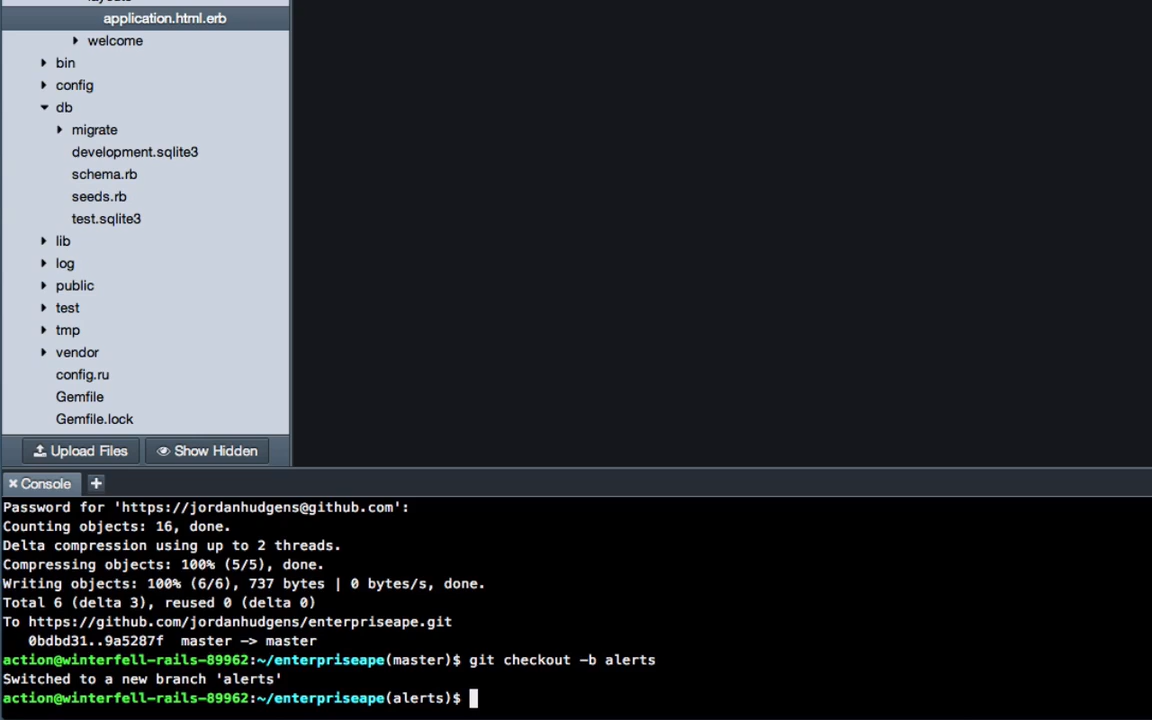 layouts
application.html.erb
welcome
bin
config
db
migrate
development.sqlite3
schema.rb
seeds.rb
test.sqlite3
lib
log
public
test
tmp
vendor
config.ru
Gemfile
Gemfile.lock
Upload Files Show Hidden
Console +
Password for 'https://jordanhudgens@github.com':
Counting objects: 16, done.
Delta compression using up to 2 threads.
Compressing objects: 100% (5/5), done.
Writing objects: 100% (6/6), 737 bytes | 0 bytes/s, done.
Total 6 (delta 3), reused 0 (delta 0)
To https://github.com/jordanhudgens/enterpriseape.git
0bdbd31..9a5287f master -> master
action@winterfell-rails-89962:~/enterpriseape(master)$ git checkout -b alerts
Switched to a new branch 'alerts'
action@winterfell-rails-89962:~/enterpriseape(alerts)$